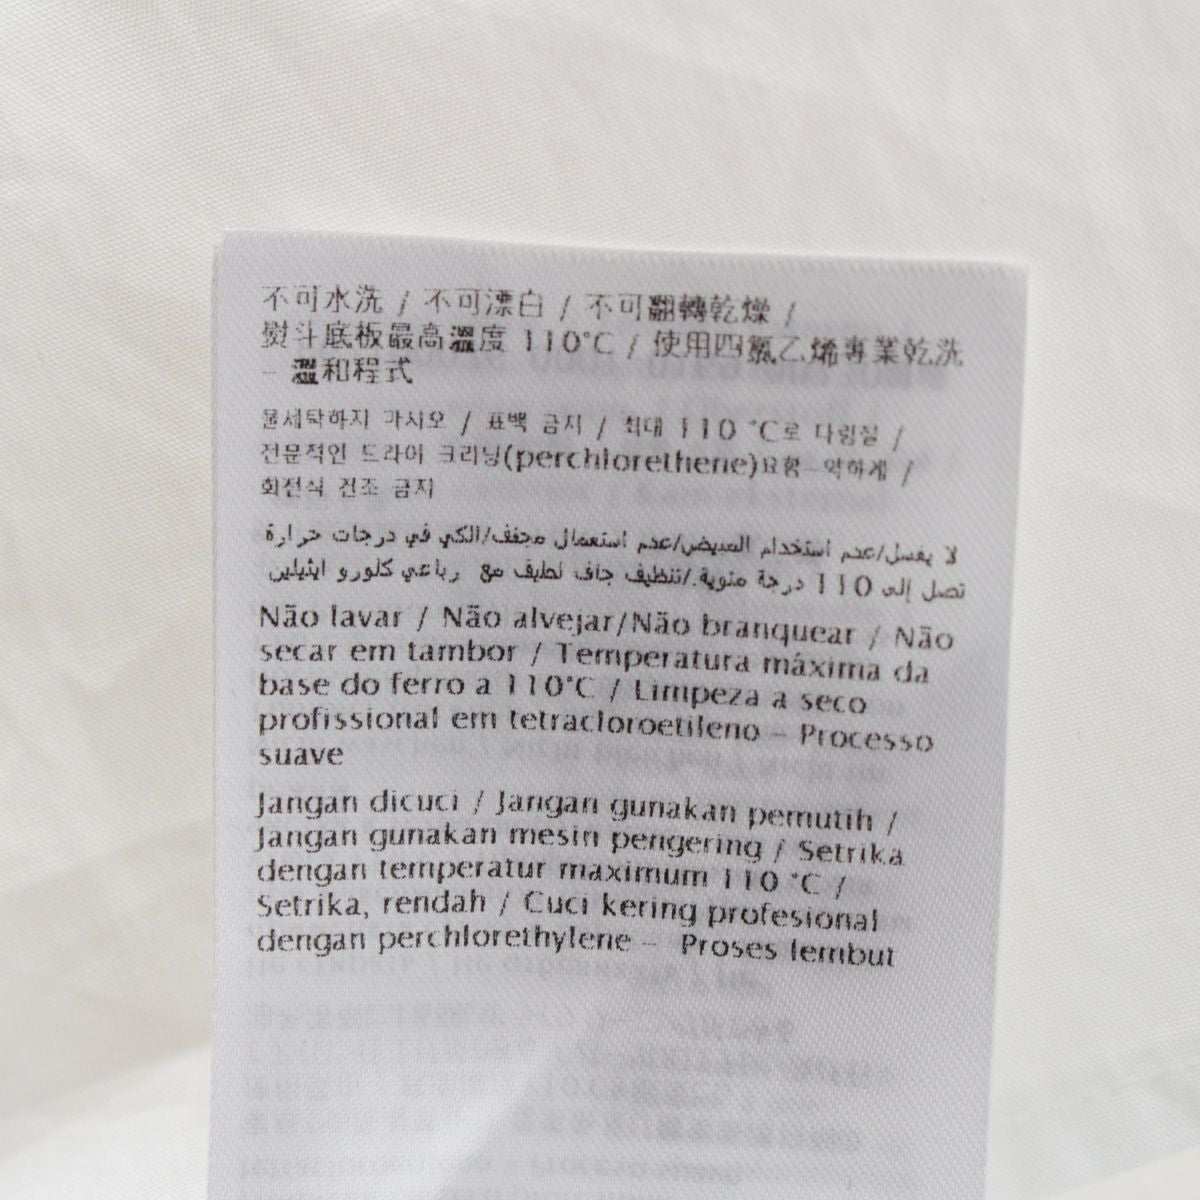 不可水洗 / 不可漂白 / 不可翻轉乾燥 /
熨斗底板最高溫度 110°C / 使用四氯乙烯專業乾洗
– 溫和程式
물세탁하지 마시오 / 표백 금지 / 최대 110 °C로 다림질 /
전문적인 드라이 크리닝(perchlorethene)요함–약하게 /
회전식 건조 금지
لا يغسل/عدم استخدام المبيض/عدم استعمال مجفف/الكي في درجات حرارة
تصل إلى 110 درجة مئوية./تنظيف جاف لطيف مع رباعي كلورو ايثيلين
Não lavar / Não alvejar/Não branquear / Não
secar em tambor / Temperatura máxima da
base do ferro a 110°C / Limpeza a seco
profissional em tetracloroetileno – Processo
suave
Jangan dicuci / Jangan gunakan pemutih /
Jangan gunakan mesin pengering / Setrika
dengan temperatur maximum 110 °C /
Setrika, rendah / Cuci kering profesional
dengan perchlorethylene – Proses lembut